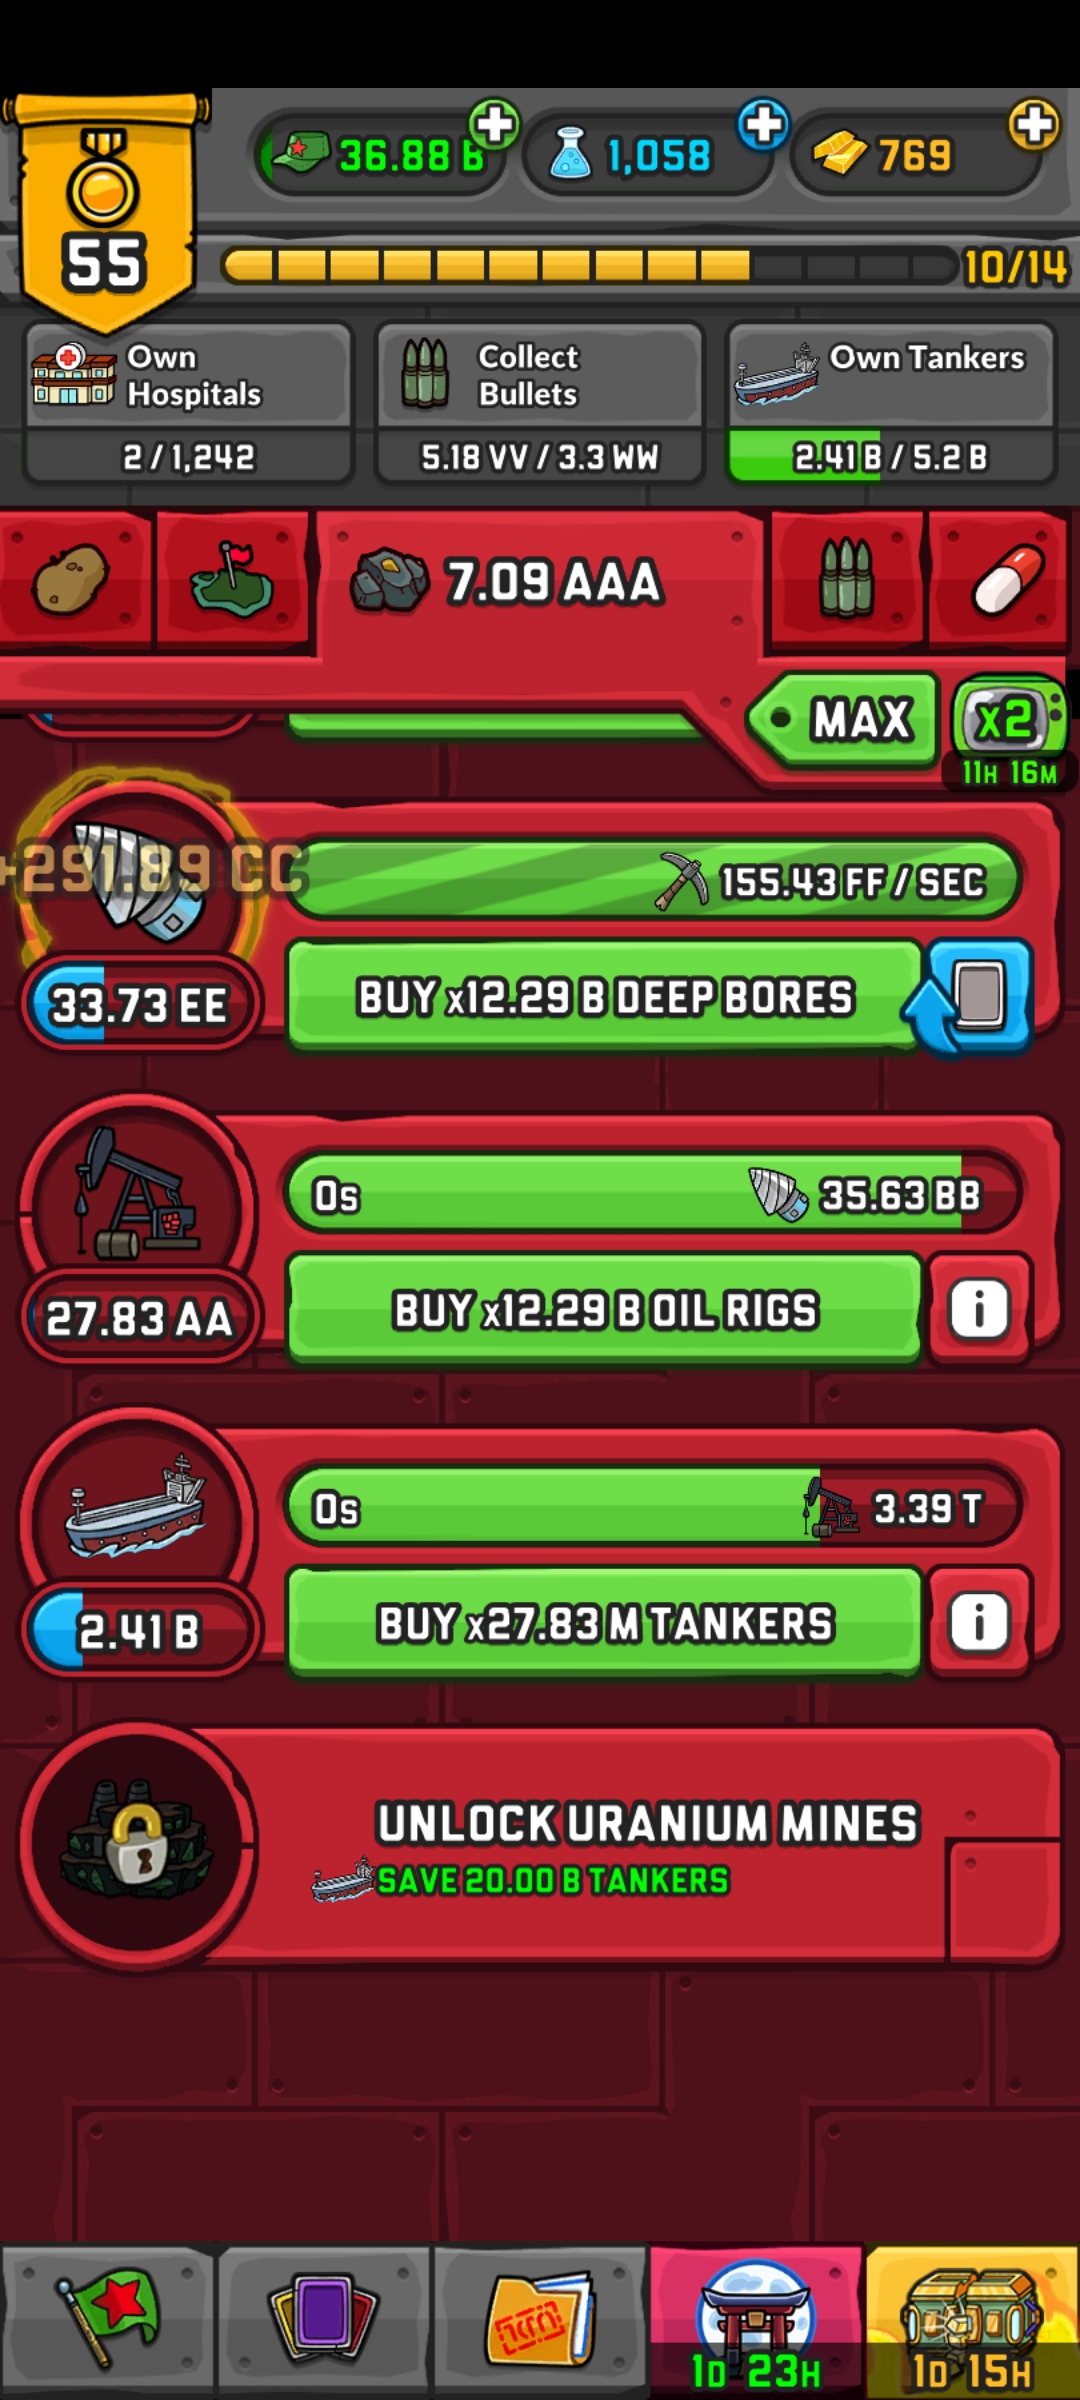 36.88 B
1,058
769
55
10/14
Own
Hospitals
2 / 1,242
Collect
Bullets
5.18 VV / 3.3 WW
Own Tankers
2.41 B / 5.2 B
7.09 AAA
MAX
x2
11H 16M
+291.89 CC
155.43 FF / SEC
33.73 EE
BUY x12.29 B DEEP BORES
0s
35.63 BB
27.83 AA
BUY x12.29 B OIL RIGS
i
0s
3.39 T
2.41 B
BUY x27.83 M TANKERS
i
UNLOCK URANIUM MINES
SAVE 20.00 B TANKERS
1D 23H
1D 15H